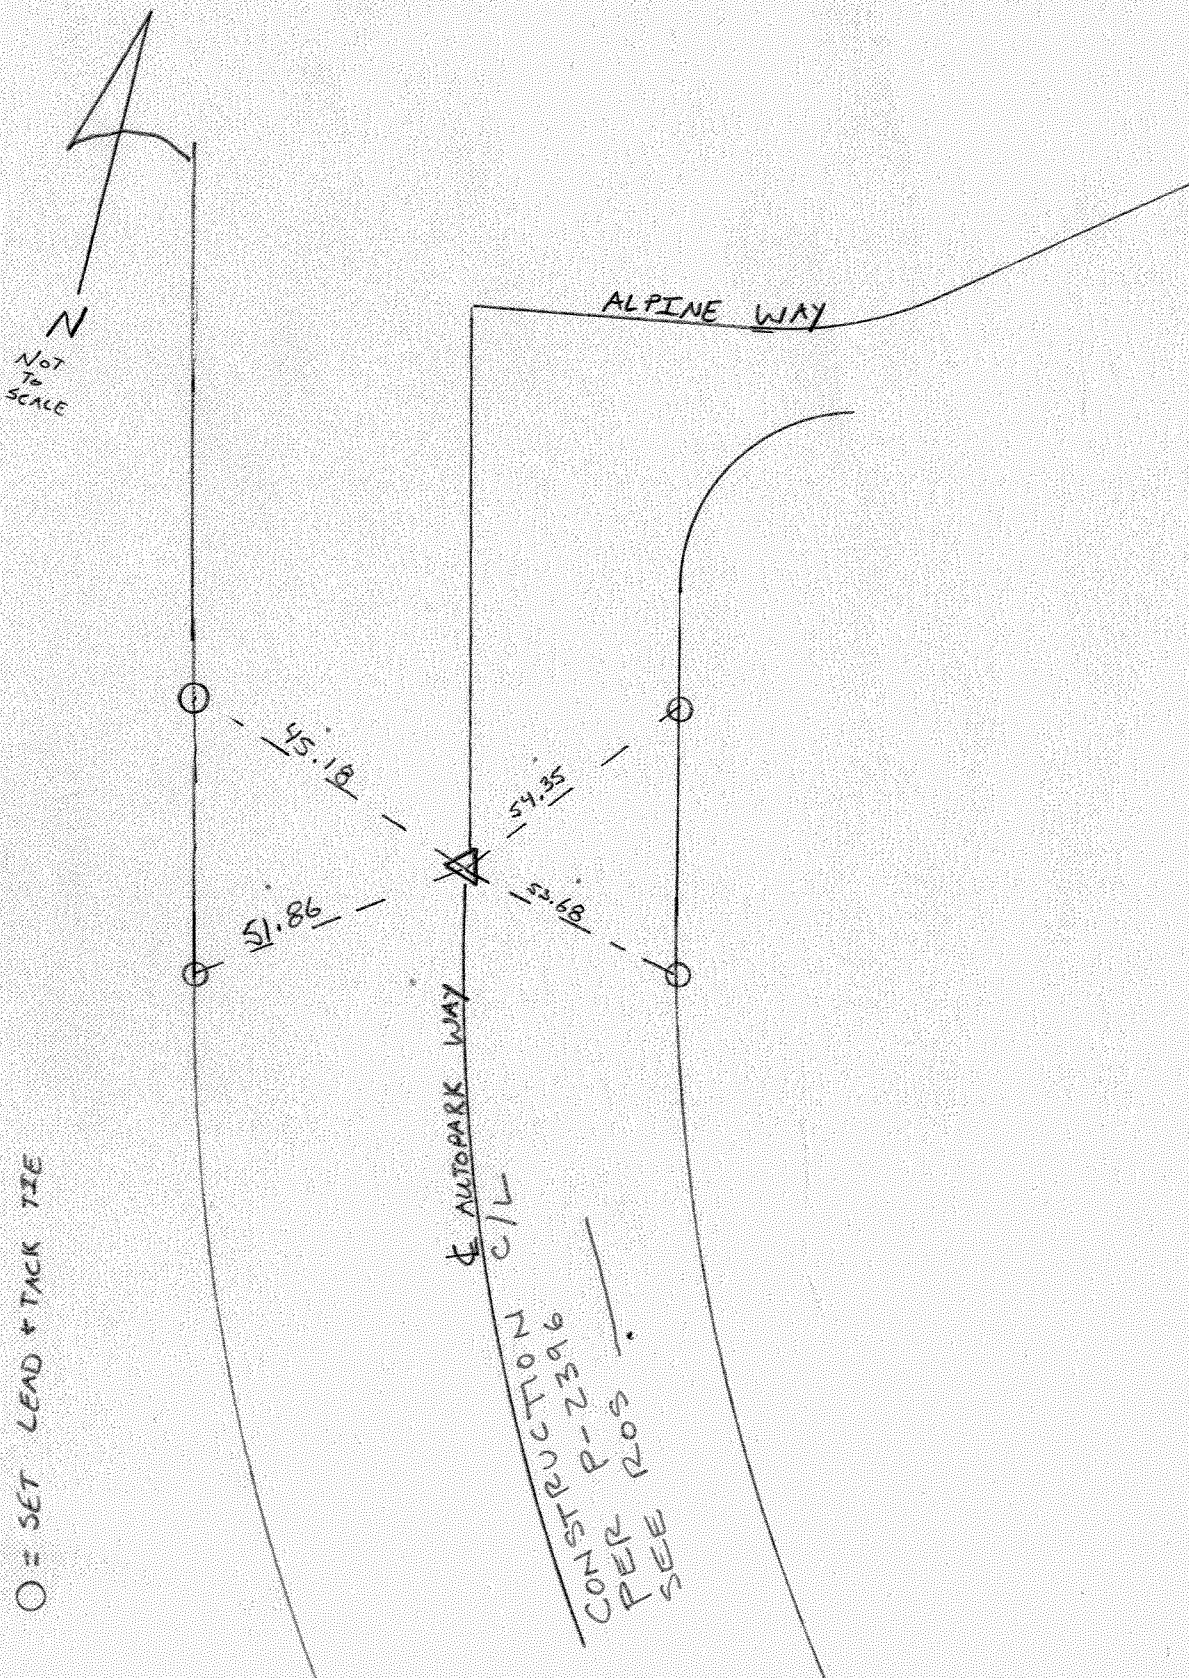 N
NOT
TO
SCALE
ALPINE WAY
45.18
54.35
51.86
53.68
℄ AUTOPARK WAY
CONSTRUCTION C/L
PER P-2396
SEE ROS
O = SET LEAD & TACK TIE